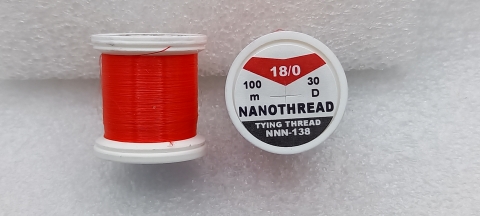 18/0
100 m
30 D
NANOTHREAD
TYING THREAD
NNN-138